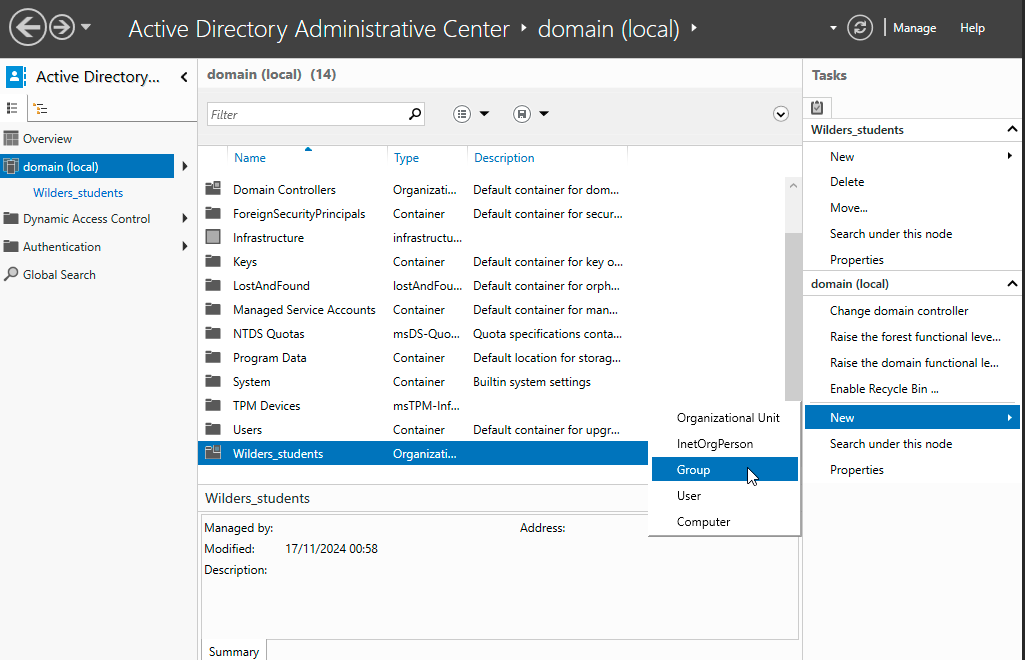 Active Directory Administrative Center • domain (local) •
Manage
Help
Active Directory...
Overview
domain (local)
Wilders_students
Dynamic Access Control
Authentication
Global Search
domain (local) (14)
Filter
Name Type Description
Domain Controllers Organizati... Default container for dom...
ForeignSecurityPrincipals Container Default container for secur...
Infrastructure infrastructu...
Keys Container Default container for key o...
LostAndFound lostAndFou... Default container for orph...
Managed Service Accounts Container Default container for man...
NTDS Quotas msDS-Quo... Quota specifications conta...
Program Data Container Default location for storag...
System Container Builtin system settings
TPM Devices msTPM-Inf...
Users Container Default container for upgr...
Wilders_students Organizati...
Wilders_students
Managed by: Address:
Modified: 17/11/2024 00:58
Description:
Summary
Organizational Unit
InetOrgPerson
Group
User
Computer
Tasks
Wilders_students
New
Delete
Move...
Search under this node
Properties
domain (local)
Change domain controller
Raise the forest functional leve...
Raise the domain functional le...
Enable Recycle Bin ...
New
Search under this node
Properties